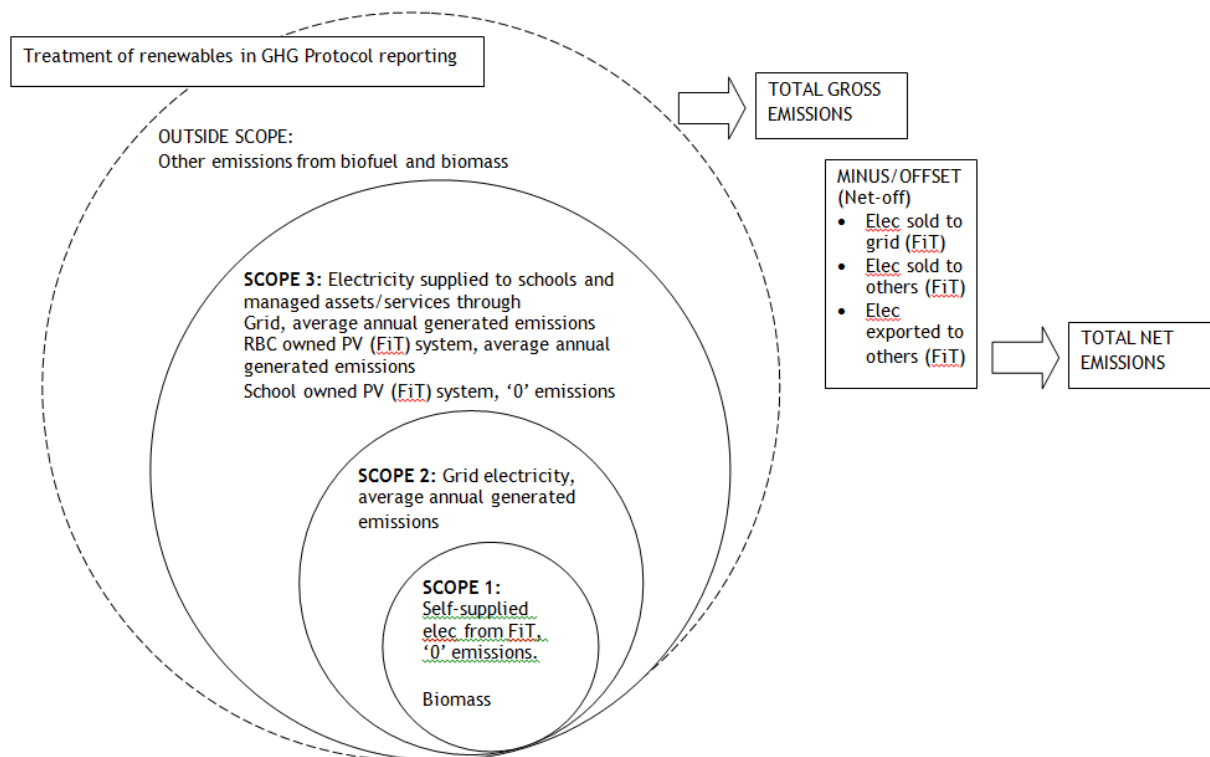 Treatment of renewables in GHG Protocol reporting
TOTAL GROSS
EMISSIONS
OUTSIDE SCOPE:
Other emissions from biofuel and biomass
MINUS/OFFSET
(Net-off)
• Elec sold to
grid (FiT)
• Elec sold to
others (FiT)
• Elec
exported to
others (FiT)
TOTAL NET
EMISSIONS
SCOPE 3: Electricity supplied to schools and
managed assets/services through
Grid, average annual generated emissions
RBC owned PV (FiT) system, average annual
generated emissions
School owned PV (FiT) system, ‘0’ emissions
SCOPE 2: Grid electricity,
average annual generated
emissions
SCOPE 1:
Self-supplied
elec from FiT,
‘0’ emissions.
Biomass